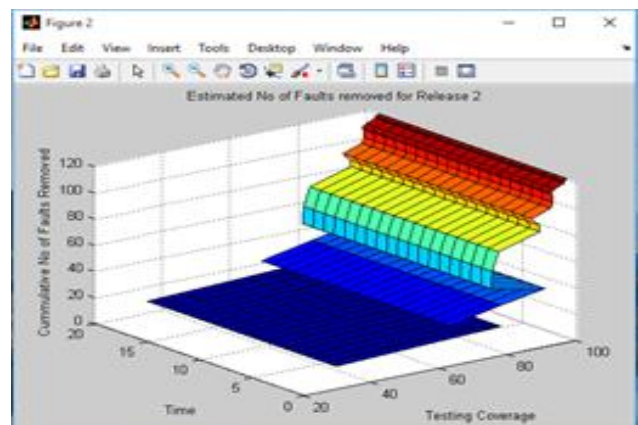 Figure 2
File Edit View Insert Tools Desktop Window Help
Estimated No of Faults removed for Release 2
Cummulative No of Faults Removed
120
100
80
60
40
20
0
20
15
10
5
0
Time
20
40
60
80
100
Testing Coverage